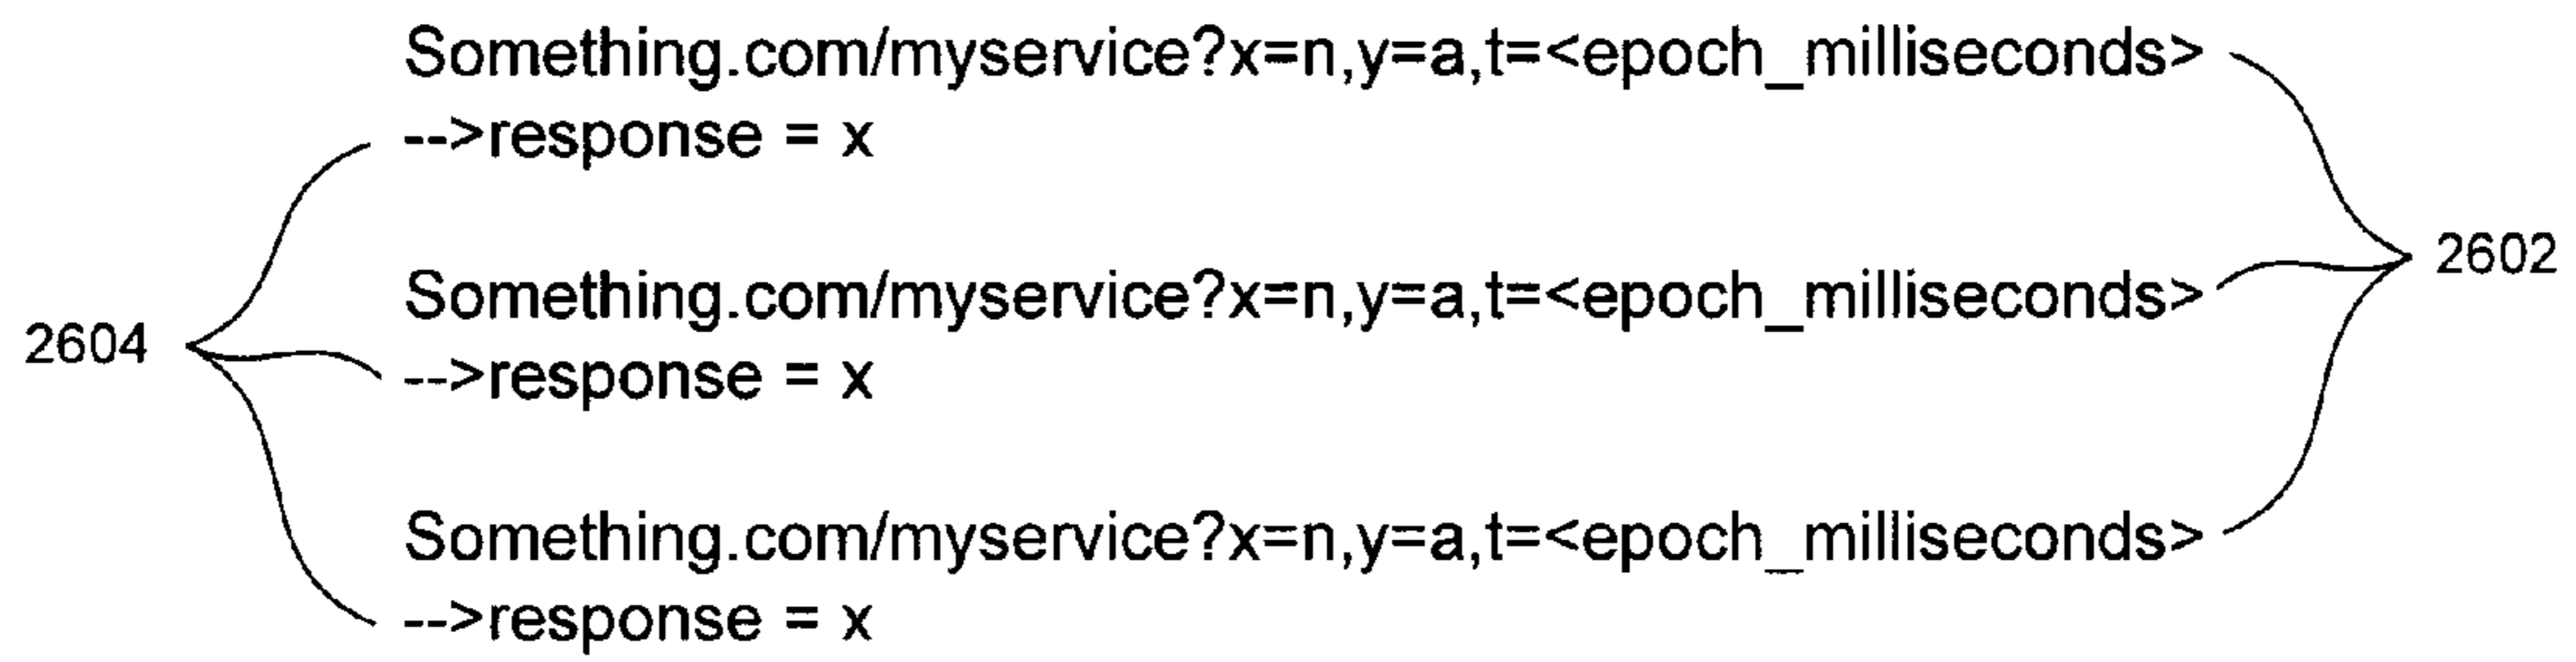 Something.com/myservice?x=n,y=a,t=<epoch_milliseconds>
-->response = x
2602
Something.com/myservice?x=n,y=a,t=<epoch_milliseconds>
2604
-->response = x
Something.com/myservice?x=n,y=a,t=<epoch_milliseconds>
-->response = x